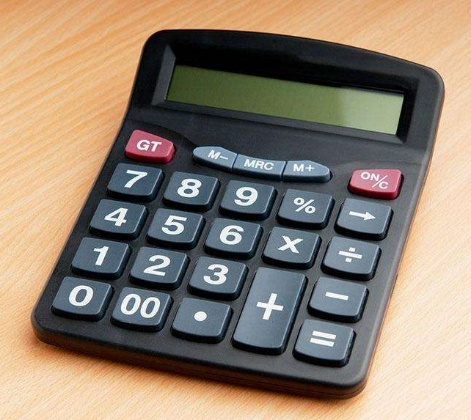 GT M− MRC M+ ON/C
7 8 9 % →
4 5 6 X ÷
1 2 3 + −
0 00 . =